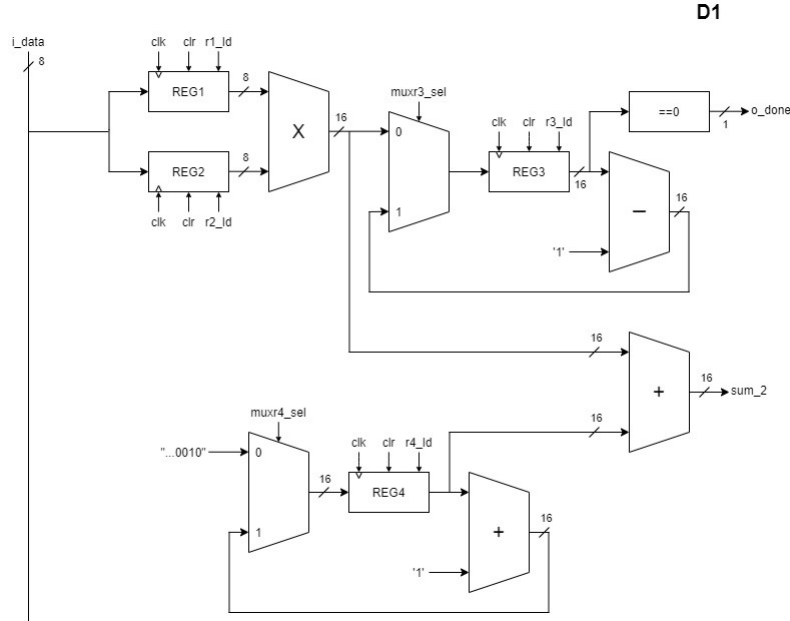 D1
i_data
8
clk clr r1_ld
REG1
8
REG2
8
clk clr r2_ld
X
16
muxr3_sel
0
1
clk clr r3_ld
REG3
16
==0
1
o_done
−
'1'
16
16
16
+
16
sum_2
muxr4_sel
"...0010"
0
1
16
clk clr r4_ld
REG4
+
'1'
16